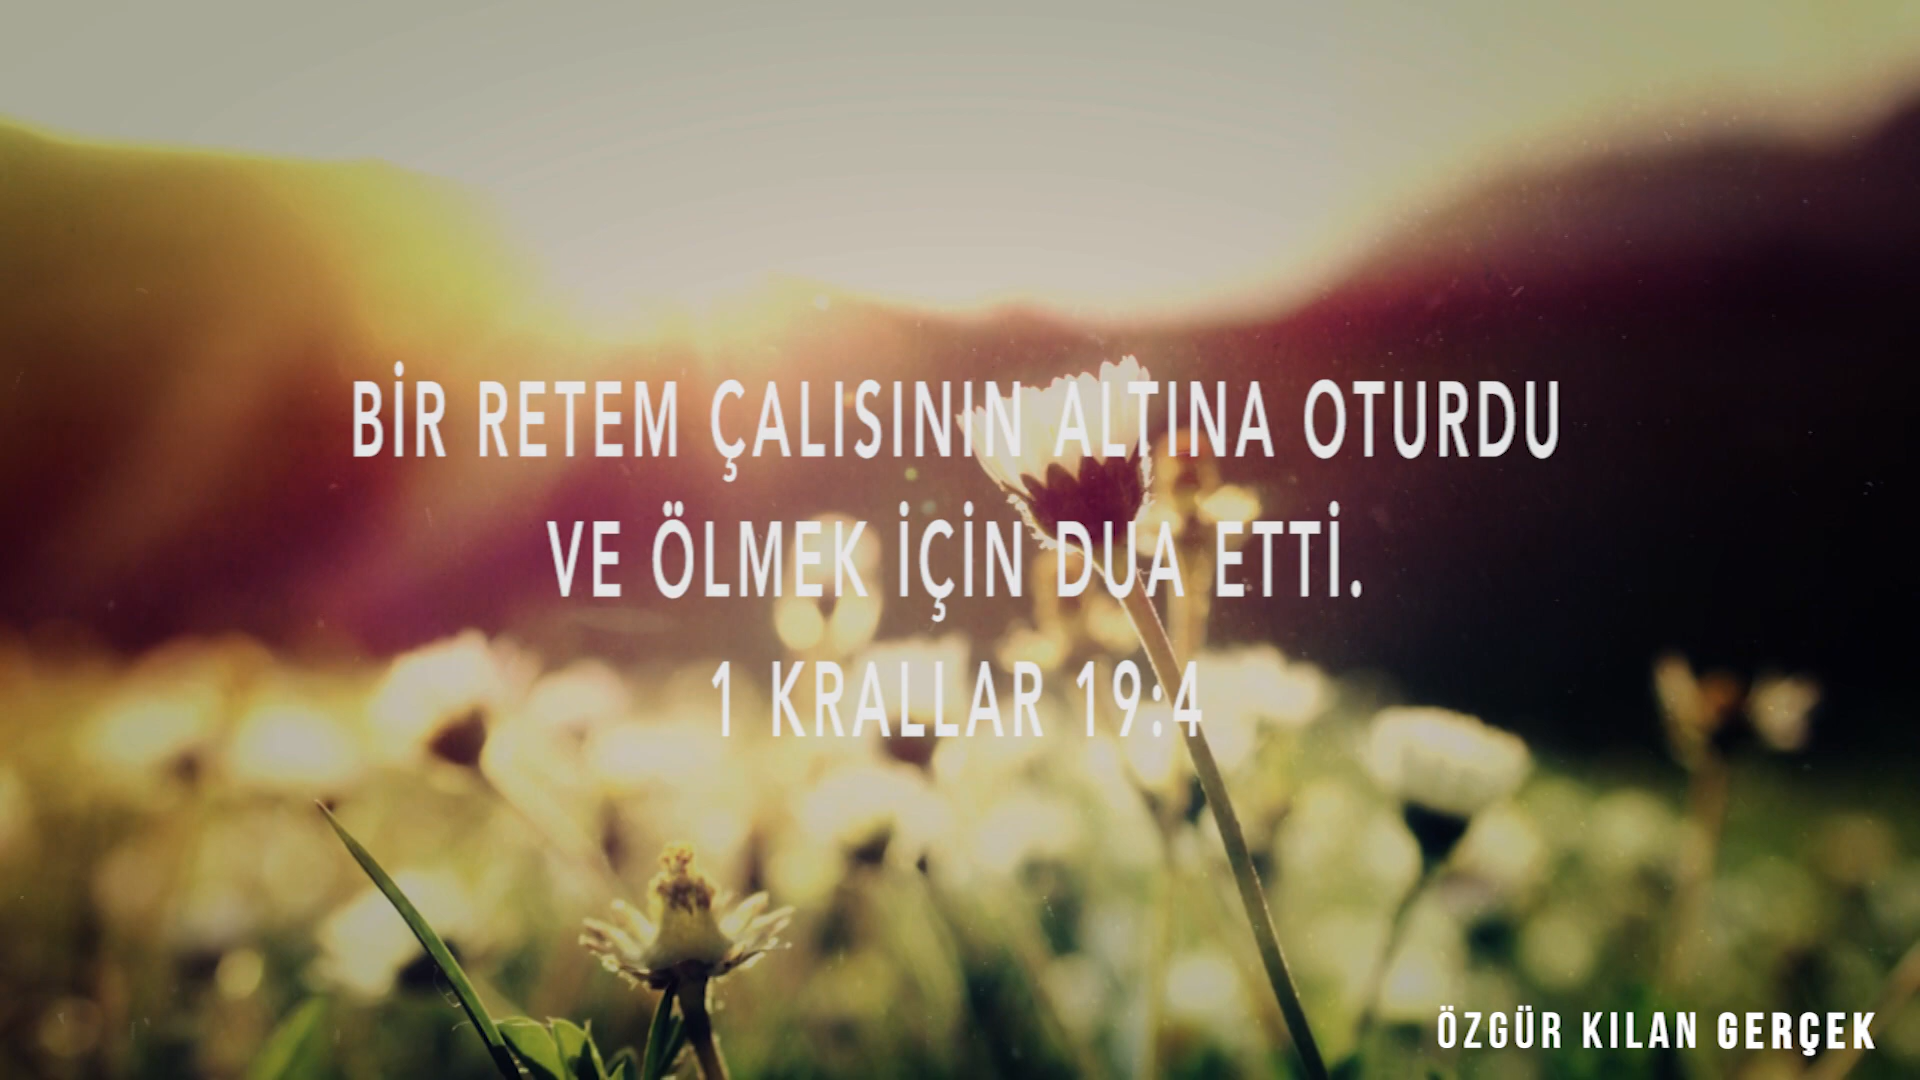 BİR RETEM ÇALISININ ALTINA OTURDU
VE ÖLMEK İÇİN DUA ETTİ.
1 KRALLAR 19:4
ÖZGÜR KILAN GERÇEK